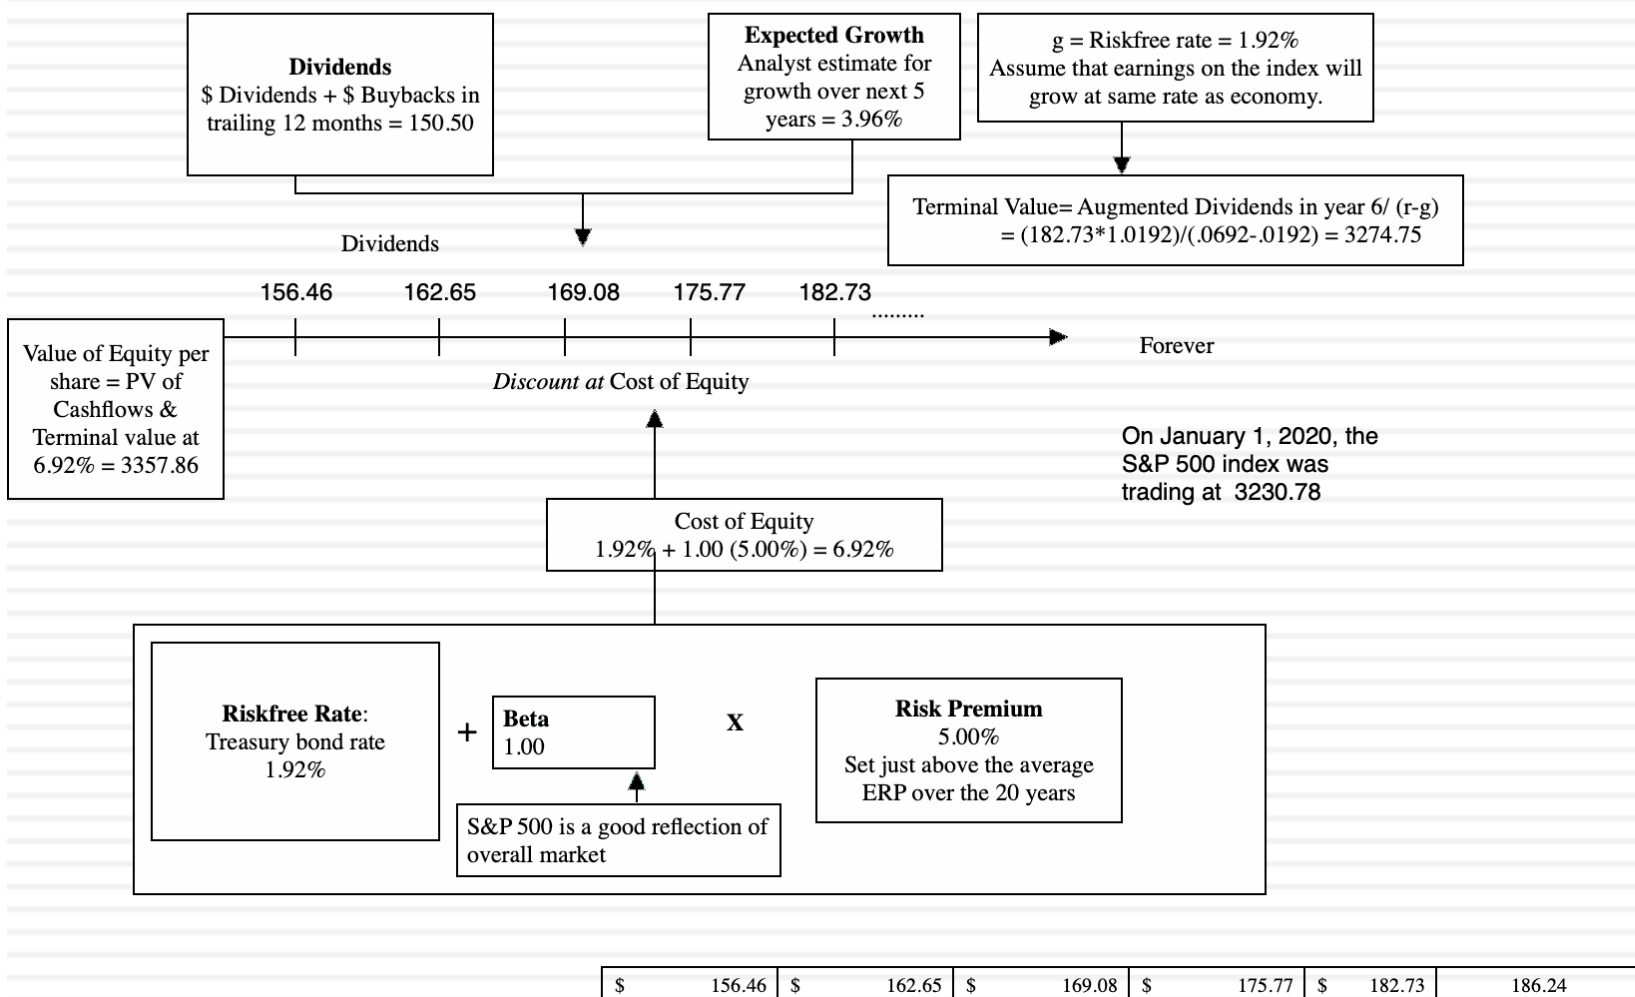 Dividends
$ Dividends + $ Buybacks in
trailing 12 months = 150.50
Expected Growth
Analyst estimate for
growth over next 5
years = 3.96%
g = Riskfree rate = 1.92%
Assume that earnings on the index will
grow at same rate as economy.
Terminal Value= Augmented Dividends in year 6/ (r-g)
= (182.73*1.0192)/(.0692-.0192) = 3274.75
Dividends
156.46 162.65 169.08 175.77 182.73
.........
Forever
Value of Equity per
share = PV of
Cashflows &
Terminal value at
6.92% = 3357.86
Discount at Cost of Equity
On January 1, 2020, the
S&P 500 index was
trading at 3230.78
Cost of Equity
1.92% + 1.00 (5.00%) = 6.92%
Riskfree Rate:
Treasury bond rate
1.92%
+
Beta
1.00
X
Risk Premium
5.00%
Set just above the average
ERP over the 20 years
S&P 500 is a good reflection of
overall market
$ 156.46 $ 162.65 $ 169.08 $ 175.77 $ 182.73 186.24